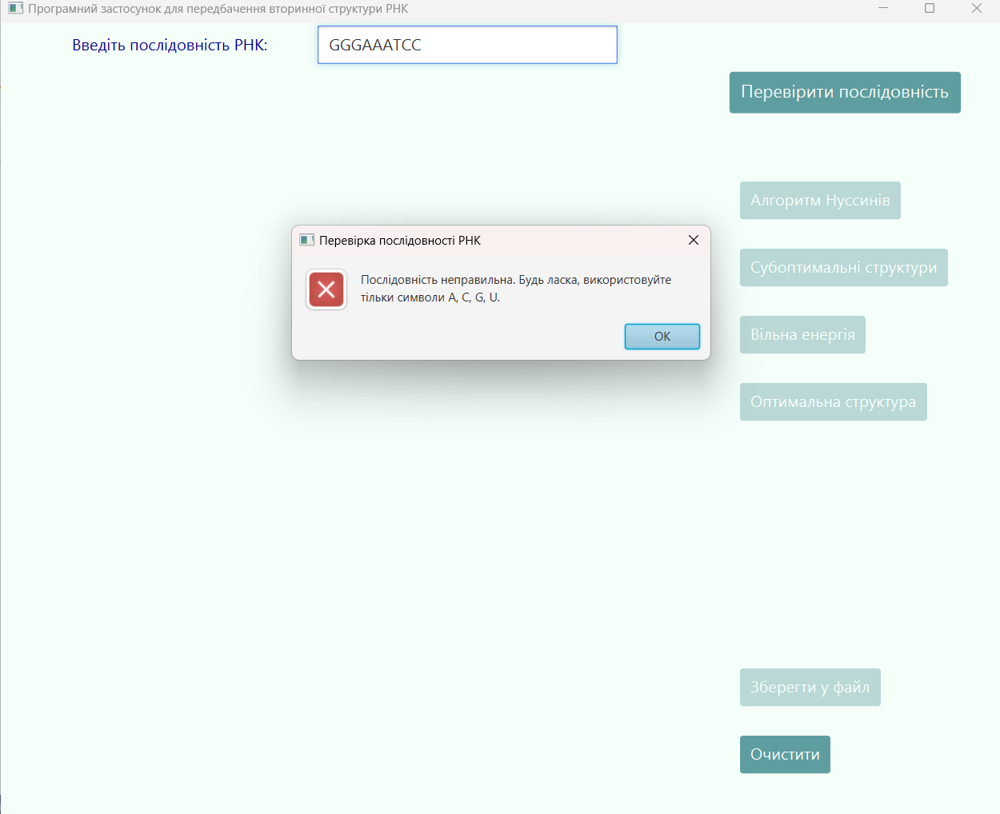 Програмний застосунок для передбачення вторинної структури РНК
Введіть послідовність РНК:
GGGAAATCC
Перевірити послідовність
Алгоритм Нуссинів
Субоптимальні структури
Перевірка послідовності РНК
Послідовність неправильна. Будь ласка, використовуйте
тільки символи A, C, G, U.
OK
Вільна енергія
Оптимальна структура
Зберегти у файл
Очистити